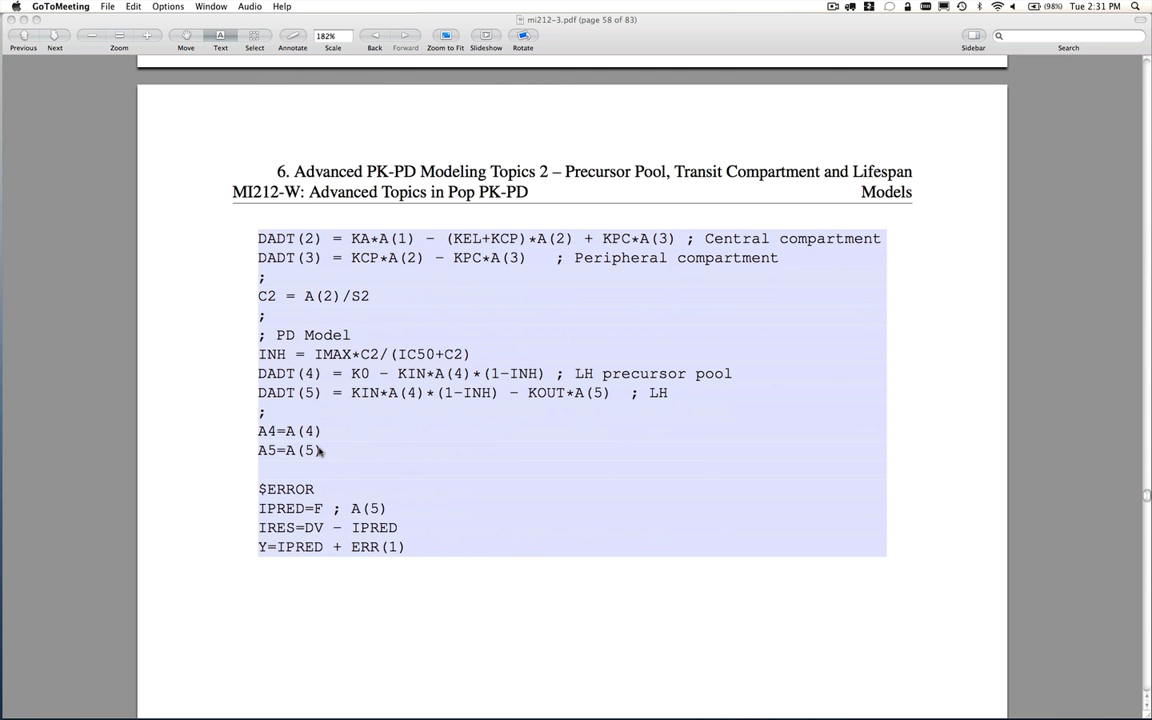 GoToMeeting File Edit Options Window Audio Help (98%) Tue 2:31 PM
mi212-3.pdf (page 58 of 83)
182%
Previous Next Zoom Move Text Select Annotate Scale Back Forward Zoom to Fit Slideshow Rotate Sidebar Search
6. Advanced PK-PD Modeling Topics 2 – Precursor Pool, Transit Compartment and Lifespan
MI212-W: Advanced Topics in Pop PK-PD Models
DADT(2) = KA*A(1) - (KEL+KCP)*A(2) + KPC*A(3) ; Central compartment
DADT(3) = KCP*A(2) - KPC*A(3) ; Peripheral compartment
;
C2 = A(2)/S2
;
; PD Model
INH = IMAX*C2/(IC50+C2)
DADT(4) = K0 - KIN*A(4)*(1-INH) ; LH precursor pool
DADT(5) = KIN*A(4)*(1-INH) - KOUT*A(5) ; LH
;
A4=A(4)
A5=A(5)
$ERROR
IPRED=F ; A(5)
IRES=DV - IPRED
Y=IPRED + ERR(1)